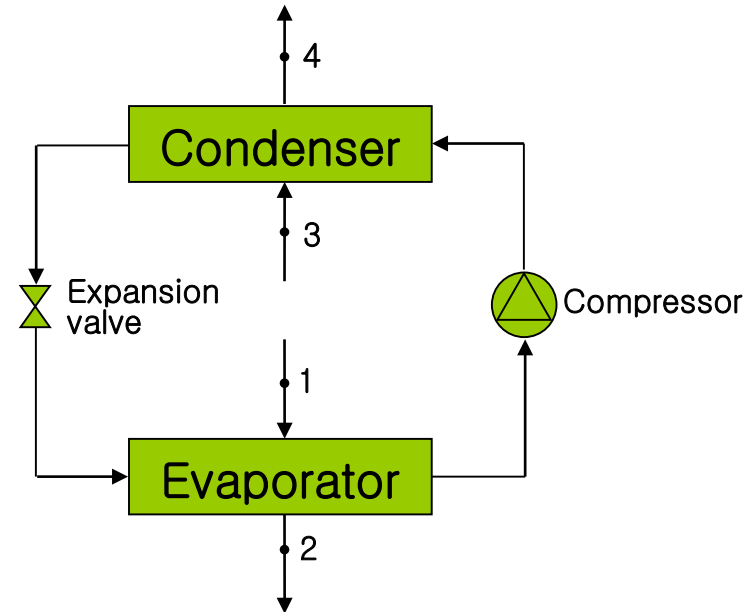 4
Condenser
3
Expansion
valve
Compressor
1
Evaporator
2